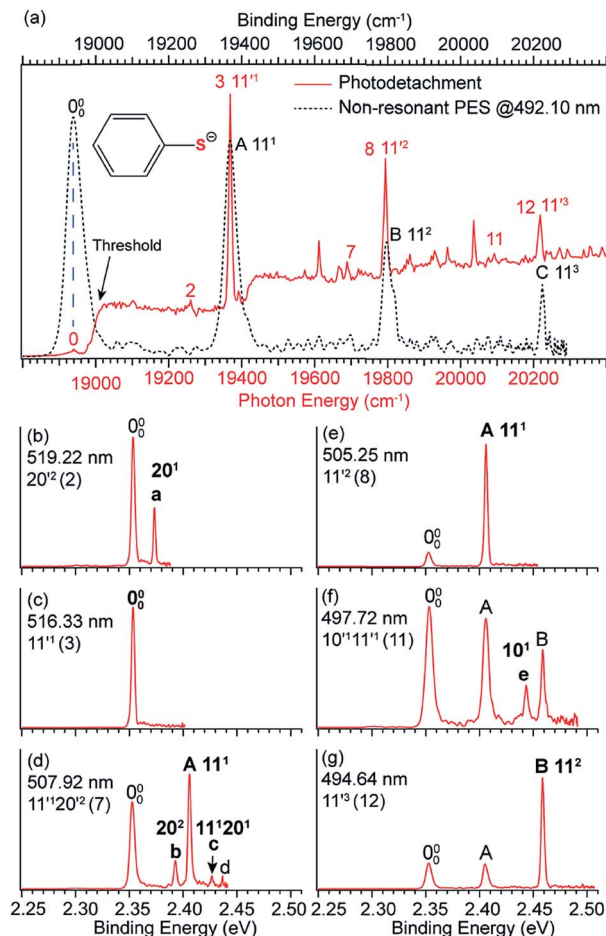 (a) Binding Energy (cm⁻¹)
19000 19200 19400 19600 19800 20000 20200
0⁰₀
S⊖
3 11'¹
Photodetachment
Non-resonant PES @492.10 nm
A 11¹
8 11'²
12 11'³
Threshold
7
B 11²
11
2
C 11³
0
19000 19200 19400 19600 19800 20000 20200
Photon Energy (cm⁻¹)
(b)
519.22 nm
20'² (2)
0⁰₀
20¹
a
(e)
505.25 nm
11'² (8)
A 11¹
0⁰₀
(c)
516.33 nm
11'¹ (3)
0⁰₀
(f)
497.72 nm
10'¹11'¹ (11)
0⁰₀
A
10¹
e
B
(d)
507.92 nm
11'¹20'² (7)
A 11¹
0⁰₀
20²
b
11¹20¹
c
d
(g)
494.64 nm
11'³ (12)
B 11²
0⁰₀
A
2.25 2.30 2.35 2.40 2.45 2.25 2.30 2.35 2.40 2.45 2.50
(eV) (eV)